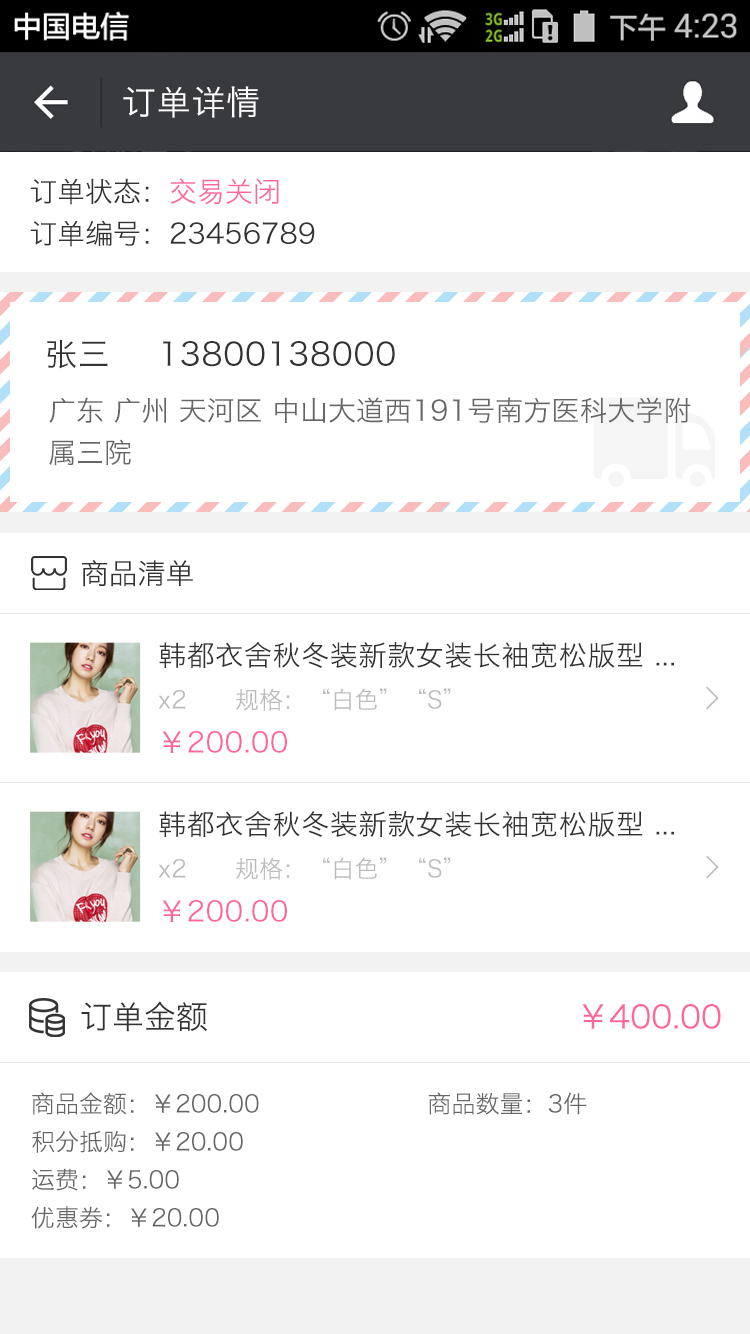 中国电信
3G
2G
下午 4:23
订单详情
订单状态：交易关闭
订单编号：23456789
张三 13800138000
广东 广州 天河区 中山大道西191号南方医科大学附
属三院
商品清单
韩都衣舍秋冬装新款女装长袖宽松版型 ...
x2 规格：“白色” “S”
￥200.00
韩都衣舍秋冬装新款女装长袖宽松版型 ...
x2 规格：“白色” “S”
￥200.00
订单金额 ￥400.00
商品金额：￥200.00 商品数量：3件
积分抵购：￥20.00
运费：￥5.00
优惠券：￥20.00